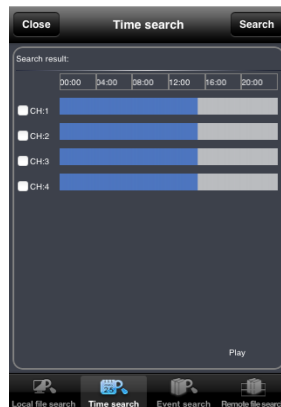 Close Time search Search
Search result:
00:00 04:00 08:00 12:00 16:00 20:00
CH:1
CH:2
CH:3
CH:4
Play
Local file search Time search Event search Remote file searc